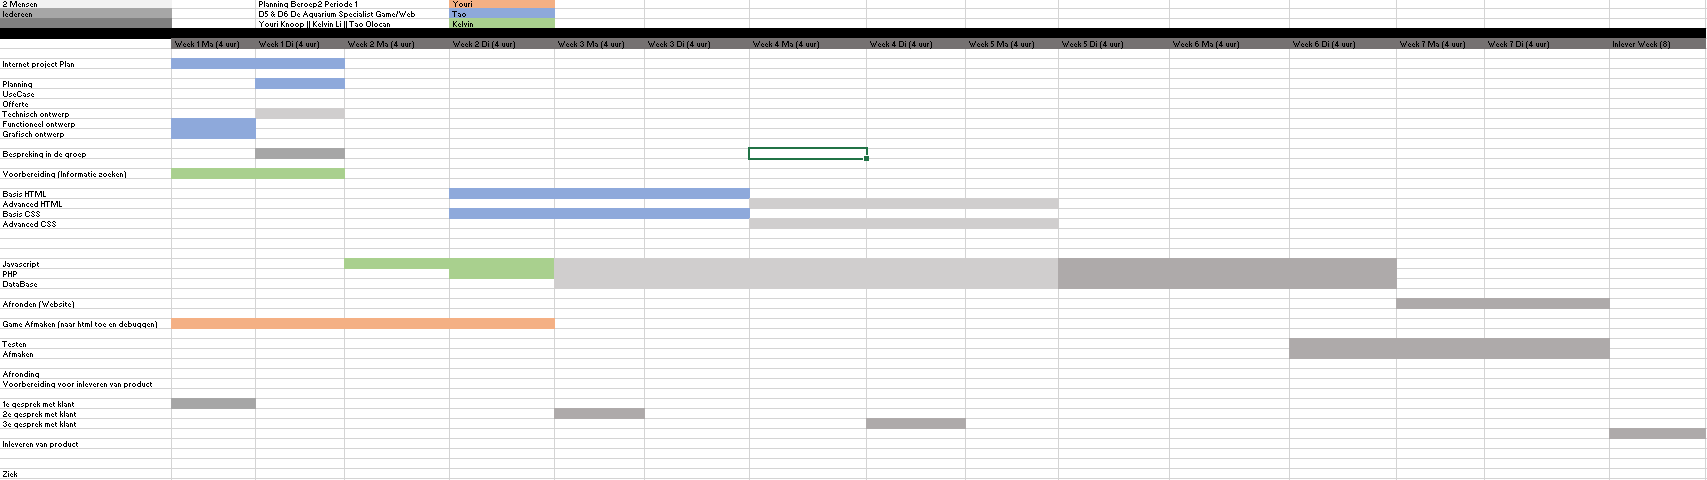 2 Mensen Planning Beroep2 Periode 1 Youri
Iedereen D5 & D6 De Aquarium Specialist Game/Web Tao
Youri Knoop || Kelvin Li || Tao Olocan Kelvin
Week 1 Ma (4 uur) Week 1 Di (4 uur) Week 2 Ma (4 uur) Week 2 Di (4 uur) Week 3 Ma (4 uur) Week 3 Di (4 uur) Week 4 Ma (4 uur) Week 4 Di (4 uur) Week 5 Ma (4 uur) Week 5 Di (4 uur) Week 6 Ma (4 uur) Week 6 Di (4 uur) Week 7 Ma (4 uur) Week 7 Di (4 uur) Inlever Week (8)
Internet project Plan
Planning
UseCase
Offerte
Technisch ontwerp
Functioneel ontwerp
Grafisch ontwerp
Bespreking in de groep
Voorbereiding (Informatie zoeken)
Basis HTML
Advanced HTML
Basis CSS
Advanced CSS
Javascript
PHP
DataBase
Afronden (Website)
Game Afmaken (naar html toe en debuggen)
Testen
Afmaken
Afronding
Voorbereiding voor inleveren van product
1e gesprek met klant
2e gesprek met klant
3e gesprek met klant
Inleveren van product
Ziek